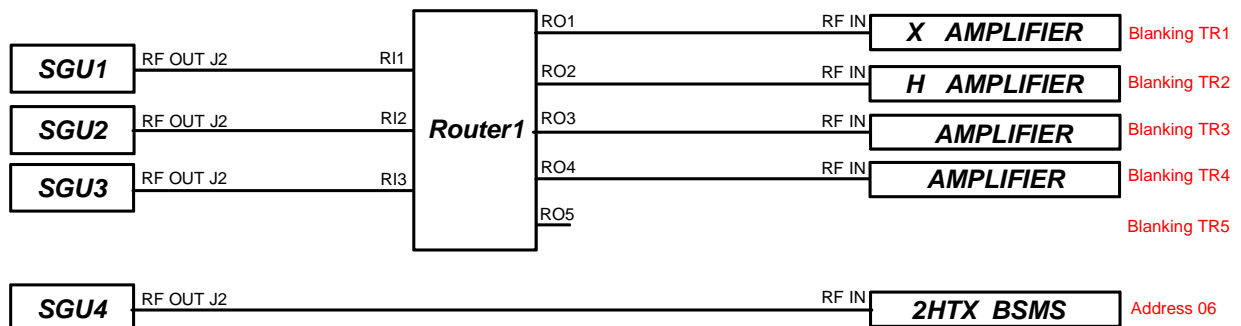 RO1 RF IN X AMPLIFIER Blanking TR1
SGU1 RF OUT J2 RI1
RO2 RF IN H AMPLIFIER Blanking TR2
SGU2 RF OUT J2 RI2 Router1 RO3 RF IN AMPLIFIER Blanking TR3
SGU3 RF OUT J2 RI3 RO4 RF IN AMPLIFIER Blanking TR4
RO5 Blanking TR5
SGU4 RF OUT J2 RF IN 2HTX BSMS Address 06